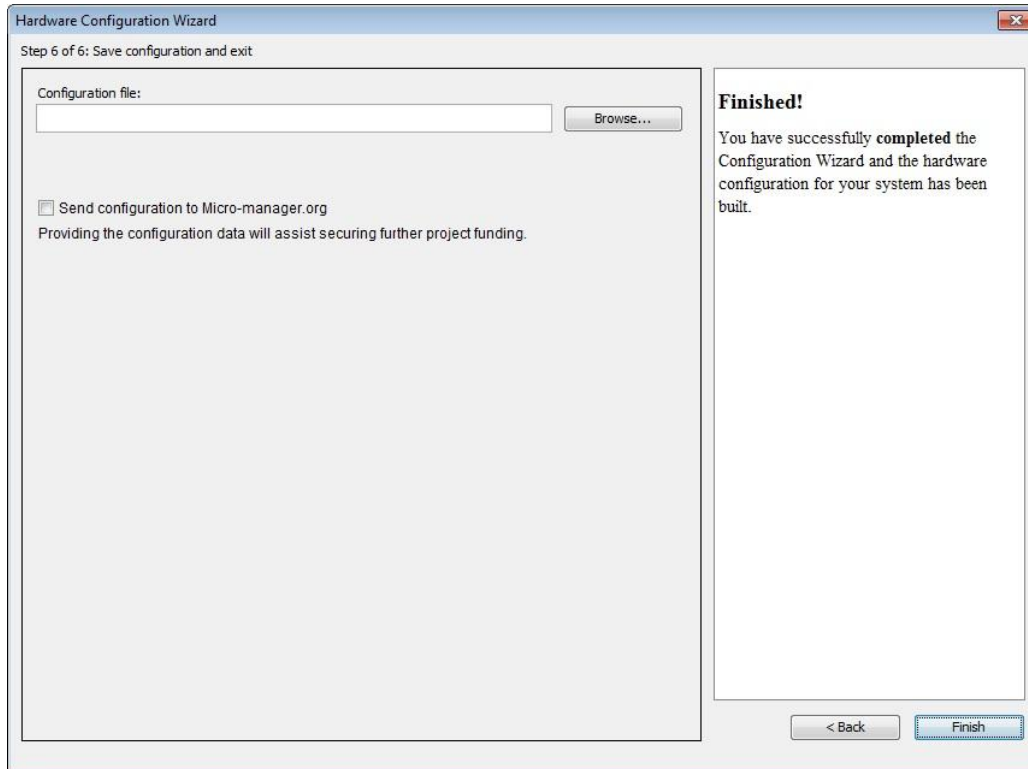 Hardware Configuration Wizard
Step 6 of 6: Save configuration and exit
Configuration file:
Browse...
Send configuration to Micro-manager.org
Providing the configuration data will assist securing further project funding.
Finished!
You have successfully completed the
Configuration Wizard and the hardware
configuration for your system has been
built.
< Back
Finish